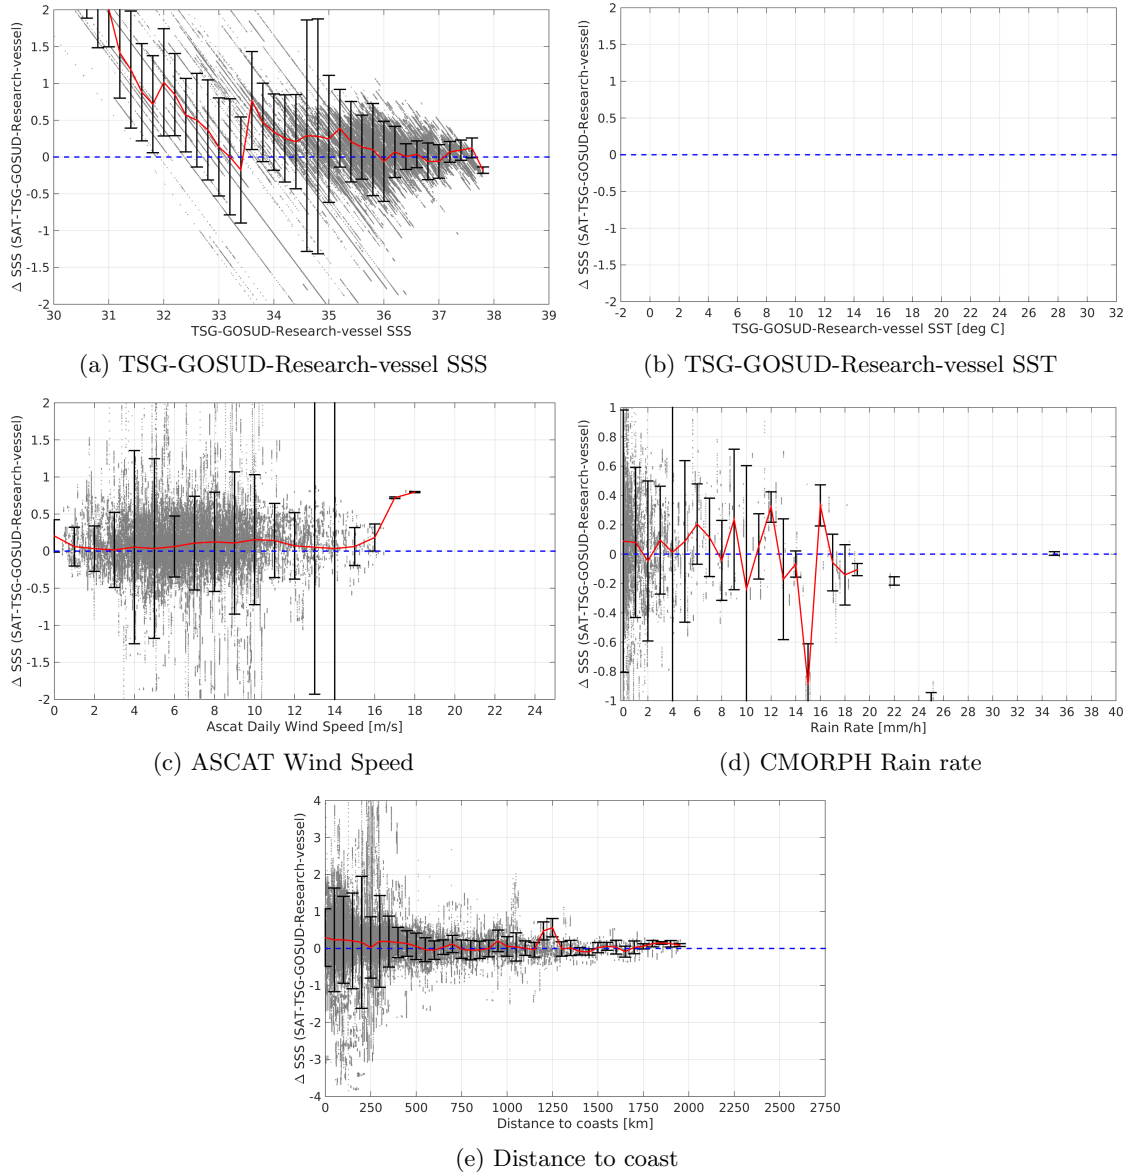 2
1.5
1
0.5
0
-0.5
-1
-1.5
-2
Δ SSS (SAT-TSG-GOSUD-Research-vessel)
30 31 32 33 34 35 36 37 38 39
TSG-GOSUD-Research-vessel SSS
(a) TSG-GOSUD-Research-vessel SSS
2
1.5
1
0.5
0
-0.5
-1
-1.5
-2
Δ SSS (SAT-TSG-GOSUD-Research-vessel)
-2 0 2 4 6 8 10 12 14 16 18 20 22 24 26 28 30 32
TSG-GOSUD-Research-vessel SST [deg C]
(b) TSG-GOSUD-Research-vessel SST
2
1.5
1
0.5
0
-0.5
-1
-1.5
-2
Δ SSS (SAT-TSG-GOSUD-Research-vessel)
0 2 4 6 8 10 12 14 16 18 20 22 24
Ascat Daily Wind Speed [m/s]
(c) ASCAT Wind Speed
1
0.8
0.6
0.4
0.2
0
-0.2
-0.4
-0.6
-0.8
-1
Δ SSS (SAT-TSG-GOSUD-Research-vessel)
0 2 4 6 8 10 12 14 16 18 20 22 24 26 28 30 32 34 36 38 40
Rain Rate [mm/h]
(d) CMORPH Rain rate
4
3
2
1
0
-1
-2
-3
-4
Δ SSS (SAT-TSG-GOSUD-Research-vessel)
0 250 500 750 1000 1250 1500 1750 2000 2250 2500 2750
Distance to coasts [km]
(e) Distance to coast